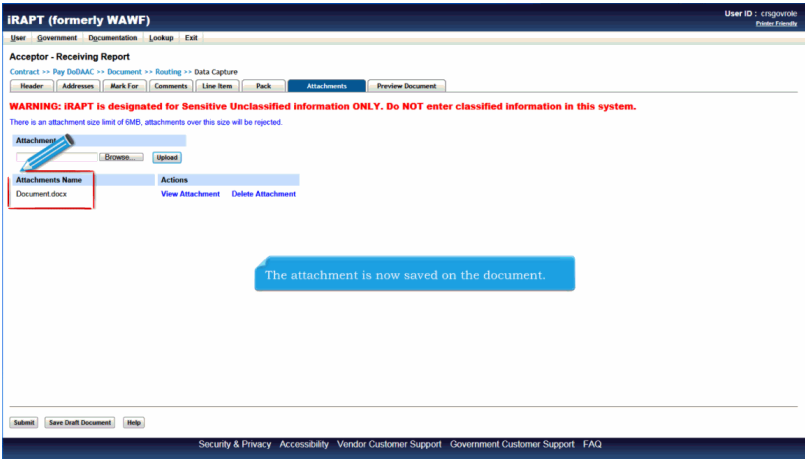 iRAPT (formerly WAWF)
User ID : crsgovrole
Printer Friendly
User Government Documentation Lookup Exit
Acceptor - Receiving Report
Contract >> Pay DoDAAC >> Document >> Routing >> Data Capture
Header Addresses Mark For Comments Line Item Pack Attachments Preview Document
WARNING: iRAPT is designated for Sensitive Unclassified information ONLY. Do NOT enter classified information in this system.
There is an attachment size limit of 6MB, attachments over this size will be rejected.
Attachment
Browse... Upload
Attachments Name Actions
Document.docx View Attachment Delete Attachment
The attachment is now saved on the document.
Submit Save Draft Document Help
Security & Privacy Accessibility Vendor Customer Support Government Customer Support FAQ